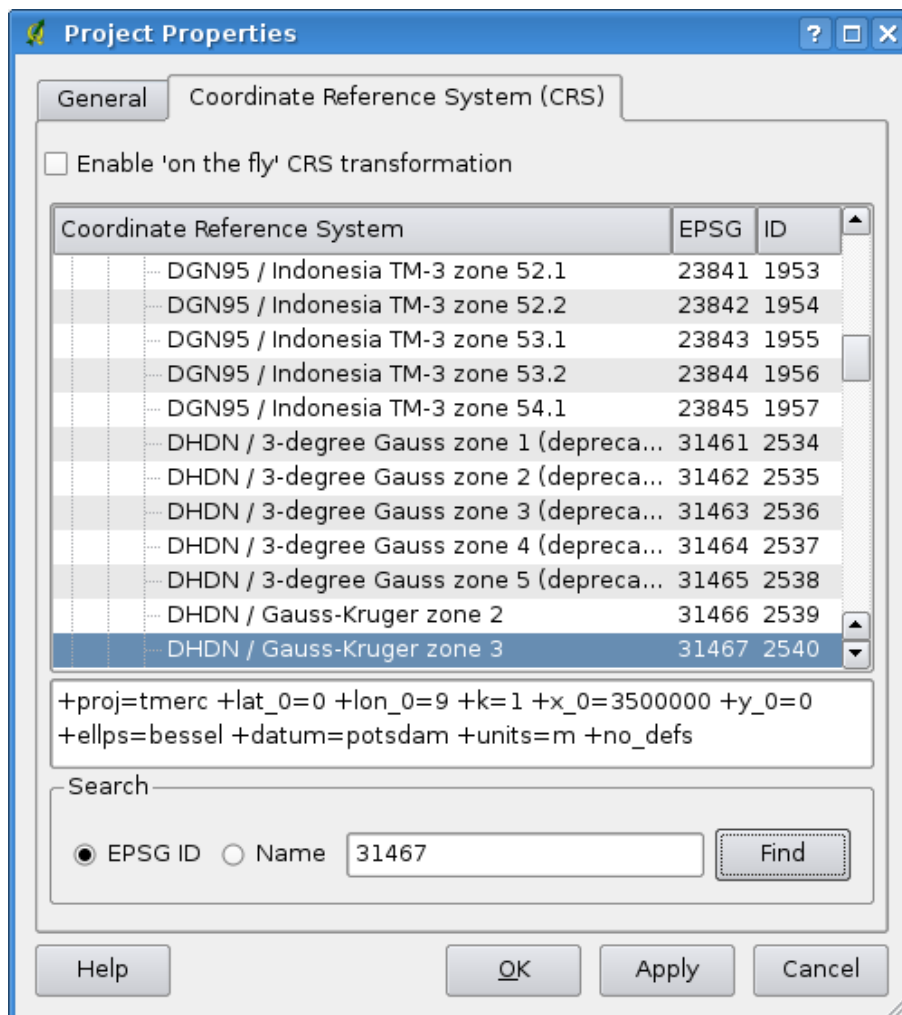 Project Properties
General Coordinate Reference System (CRS)
Enable 'on the fly' CRS transformation
Coordinate Reference System EPSG ID
DGN95 / Indonesia TM-3 zone 52.1 23841 1953
DGN95 / Indonesia TM-3 zone 52.2 23842 1954
DGN95 / Indonesia TM-3 zone 53.1 23843 1955
DGN95 / Indonesia TM-3 zone 53.2 23844 1956
DGN95 / Indonesia TM-3 zone 54.1 23845 1957
DHDN / 3-degree Gauss zone 1 (depreca... 31461 2534
DHDN / 3-degree Gauss zone 2 (depreca... 31462 2535
DHDN / 3-degree Gauss zone 3 (depreca... 31463 2536
DHDN / 3-degree Gauss zone 4 (depreca... 31464 2537
DHDN / 3-degree Gauss zone 5 (depreca... 31465 2538
DHDN / Gauss-Kruger zone 2 31466 2539
DHDN / Gauss-Kruger zone 3 31467 2540
+proj=tmerc +lat_0=0 +lon_0=9 +k=1 +x_0=3500000 +y_0=0
+ellps=bessel +datum=potsdam +units=m +no_defs
Search
EPSG ID Name 31467 Find
Help OK Apply Cancel